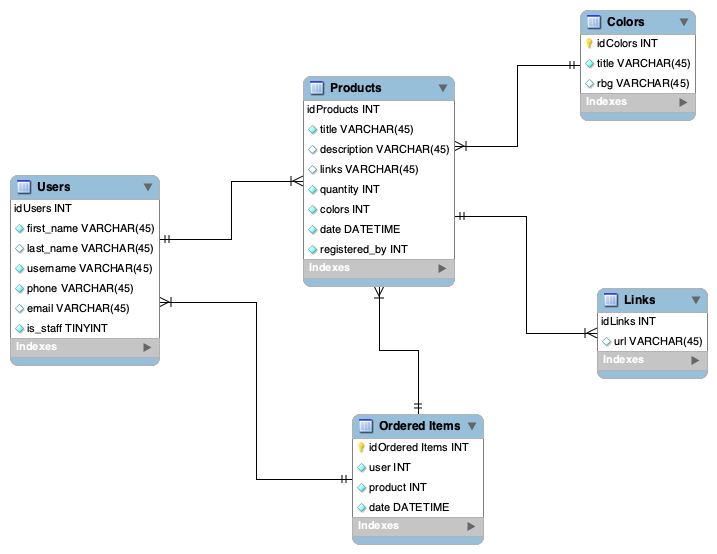 Colors
idColors INT
title VARCHAR(45)
rbg VARCHAR(45)
Indexes
Products
idProducts INT
title VARCHAR(45)
description VARCHAR(45)
links VARCHAR(45)
quantity INT
colors INT
date DATETIME
registered_by INT
Indexes
Users
idUsers INT
first_name VARCHAR(45)
last_name VARCHAR(45)
username VARCHAR(45)
phone VARCHAR(45)
email VARCHAR(45)
is_staff TINYINT
Indexes
Links
idLinks INT
url VARCHAR(45)
Indexes
Ordered Items
idOrdered Items INT
user INT
product INT
date DATETIME
Indexes